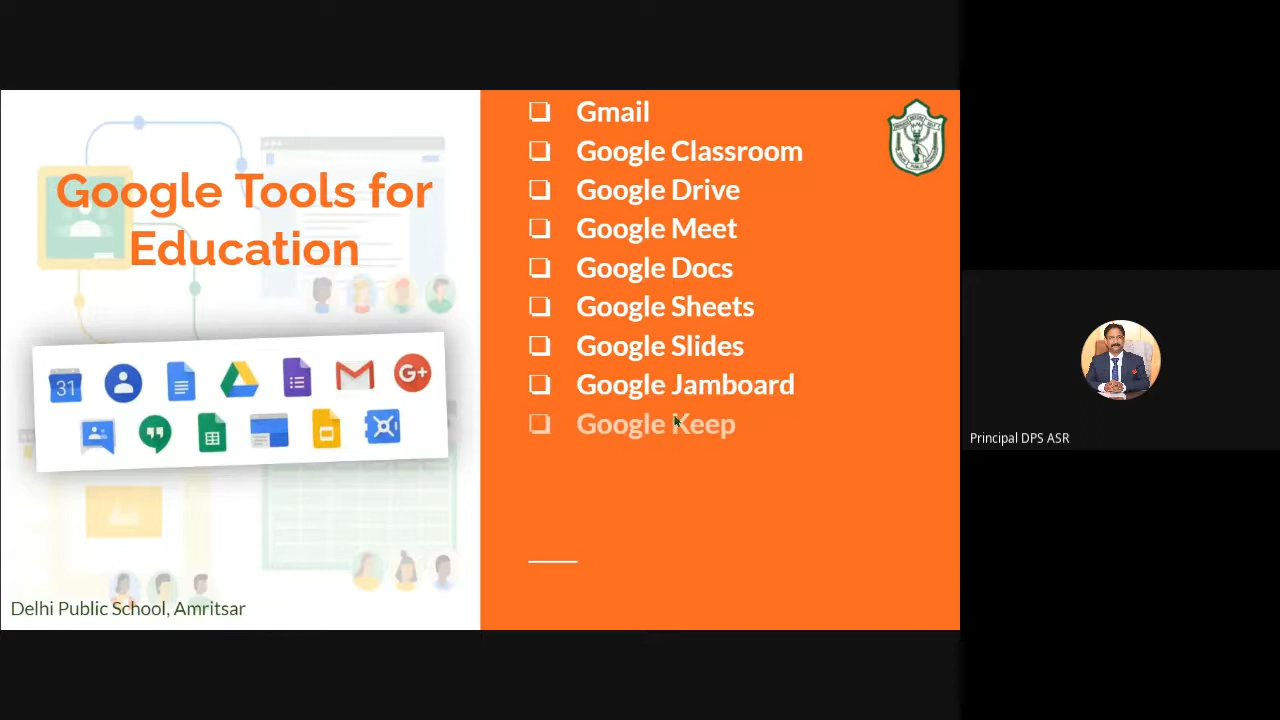 Google Tools for
Education
31
G+
Delhi Public School, Amritsar
Gmail
Google Classroom
Google Drive
Google Meet
Google Docs
Google Sheets
Google Slides
Google Jamboard
Google Keep
Principal DPS ASR